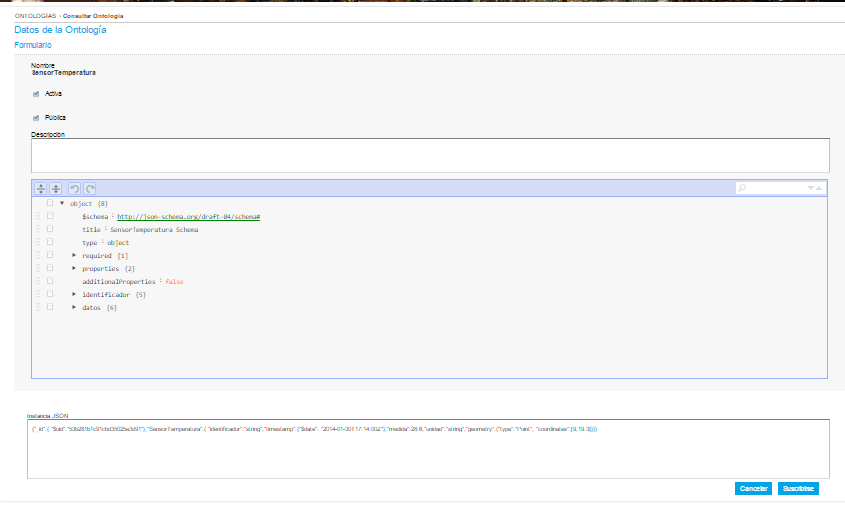 ONTOLOGÍAS › Consultar Ontología
Datos de la Ontología
Formulario
Nombre
SensorTemperatura
Activa
Pública
Descripción
object {8}
$schema : http://json-schema.org/draft-04/schema#
title : SensorTemperatura Schema
type : object
required [1]
properties {2}
additionalProperties : false
identificador {5}
datos {6}
Instancia JSON
{"_id":{ "$oid":"53b281b1c91cbd35025e3d91"},"SensorTemperatura":{ "identificador":"string","timestamp":{"$date": "2014-01-30T17:14:00Z"},"medida":28.6,"unidad":"string","geometry":{"type":"Point", "coordinates":[9,19.3]}}}
Cancelar
Suscribise